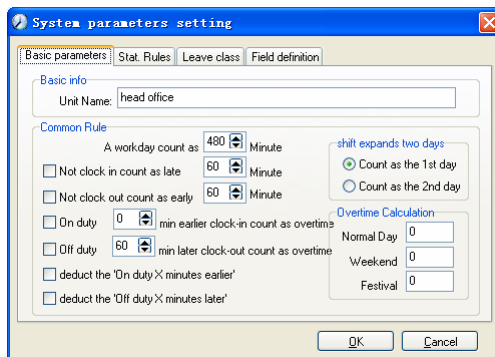 System parameters setting
Basic parameters Stat. Rules Leave class Field definition
Basic info
Unit Name: head office
Common Rule
A workday count as 480 Minute
Not clock in count as late 60 Minute
Not clock out count as early 60 Minute
On duty 0 min earlier clock-in count as overtime
Off duty 60 min later clock-out count as overtime
deduct the 'On duty X minutes earlier'
deduct the 'Off duty X minutes later'
shift expands two days
Count as the 1st day
Count as the 2nd day
Overtime Calculation
Normal Day 0
Weekend 0
Festival 0
OK Cancel